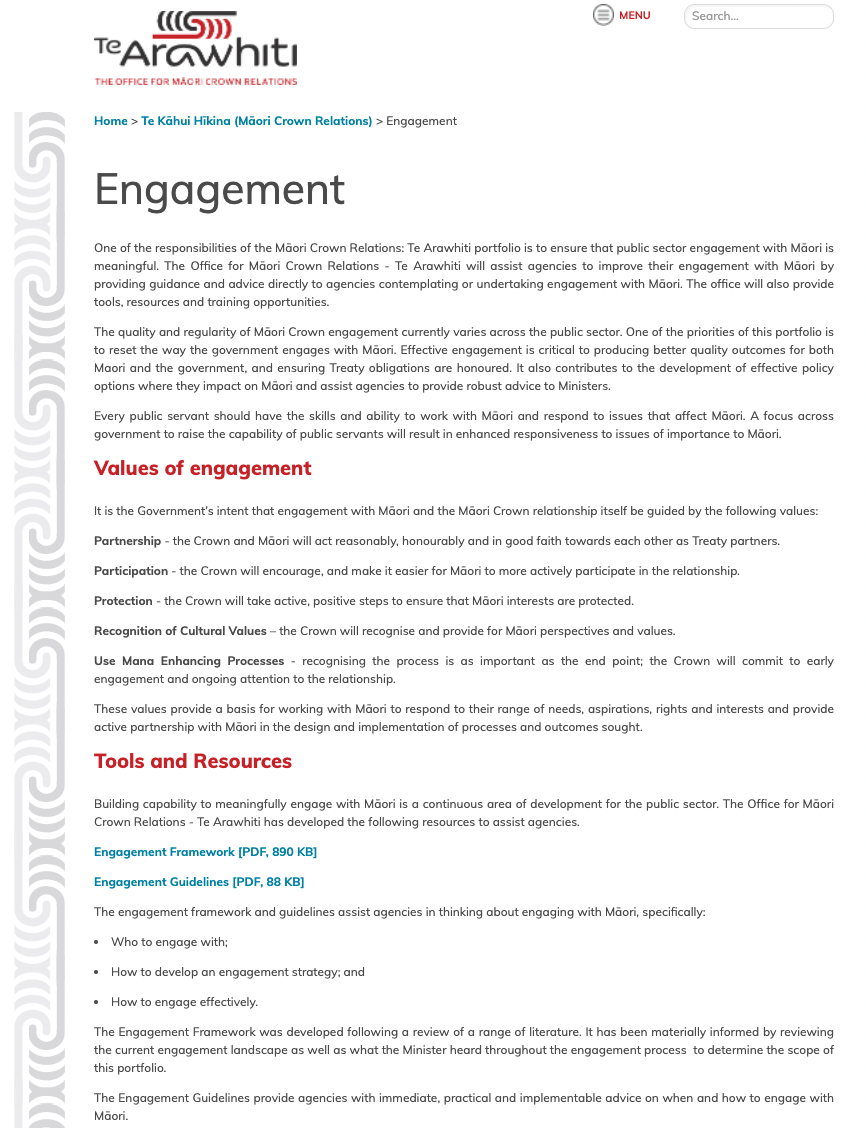 Te Arawhiti
THE OFFICE FOR MĀORI CROWN RELATIONS
MENU
Search...
Home > Te Kāhui Hīkina (Māori Crown Relations) > Engagement
Engagement
One of the responsibilities of the Māori Crown Relations: Te Arawhiti portfolio is to ensure that public sector engagement with Māori is
meaningful. The Office for Māori Crown Relations - Te Arawhiti will assist agencies to improve their engagement with Māori by
providing guidance and advice directly to agencies contemplating or undertaking engagement with Māori. The office will also provide
tools, resources and training opportunities.
The quality and regularity of Māori Crown engagement currently varies across the public sector. One of the priorities of this portfolio is
to reset the way the government engages with Māori. Effective engagement is critical to producing better quality outcomes for both
Maori and the government, and ensuring Treaty obligations are honoured. It also contributes to the development of effective policy
options where they impact on Māori and assist agencies to provide robust advice to Ministers.
Every public servant should have the skills and ability to work with Māori and respond to issues that affect Māori. A focus across
government to raise the capability of public servants will result in enhanced responsiveness to issues of importance to Māori.
Values of engagement
It is the Government's intent that engagement with Māori and the Māori Crown relationship itself be guided by the following values:
Partnership - the Crown and Māori will act reasonably, honourably and in good faith towards each other as Treaty partners.
Participation - the Crown will encourage, and make it easier for Māori to more actively participate in the relationship.
Protection - the Crown will take active, positive steps to ensure that Māori interests are protected.
Recognition of Cultural Values – the Crown will recognise and provide for Māori perspectives and values.
Use Mana Enhancing Processes - recognising the process is as important as the end point; the Crown will commit to early
engagement and ongoing attention to the relationship.
These values provide a basis for working with Māori to respond to their range of needs, aspirations, rights and interests and provide
active partnership with Māori in the design and implementation of processes and outcomes sought.
Tools and Resources
Building capability to meaningfully engage with Māori is a continuous area of development for the public sector. The Office for Māori
Crown Relations - Te Arawhiti has developed the following resources to assist agencies.
Engagement Framework [PDF, 890 KB]
Engagement Guidelines [PDF, 88 KB]
The engagement framework and guidelines assist agencies in thinking about engaging with Māori, specifically:
• Who to engage with;
• How to develop an engagement strategy; and
• How to engage effectively.
The Engagement Framework was developed following a review of a range of literature. It has been materially informed by reviewing
the current engagement landscape as well as what the Minister heard throughout the engagement process to determine the scope of
this portfolio.
The Engagement Guidelines provide agencies with immediate, practical and implementable advice on when and how to engage with
Māori.